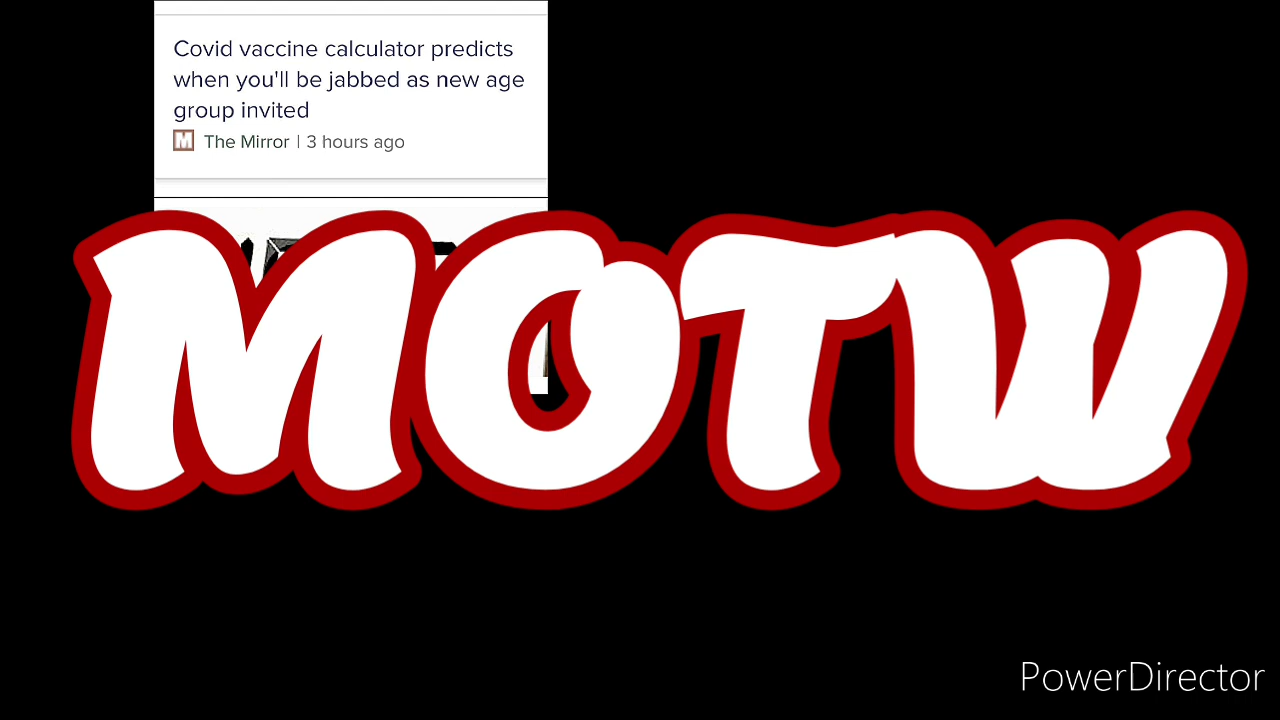 Covid vaccine calculator predicts
when you'll be jabbed as new age
group invited
M The Mirror | 3 hours ago
MOTW
PowerDirector